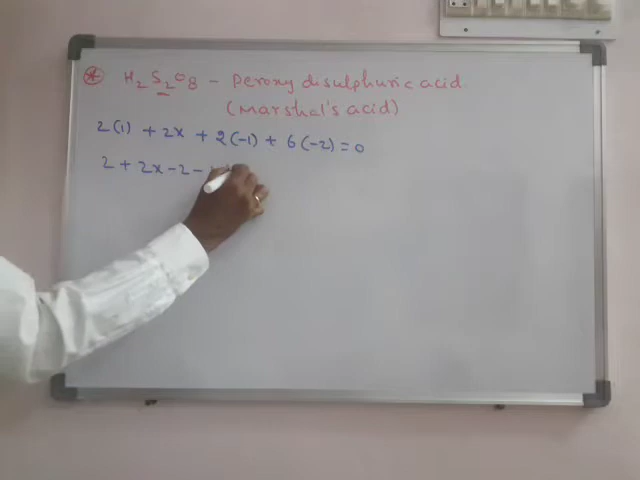 * H2S2O8 - Peroxy disulphuric acid
(Marshal's acid)
2(1) + 2x + 2(-1) + 6(-2) = 0
2 + 2x - 2 -